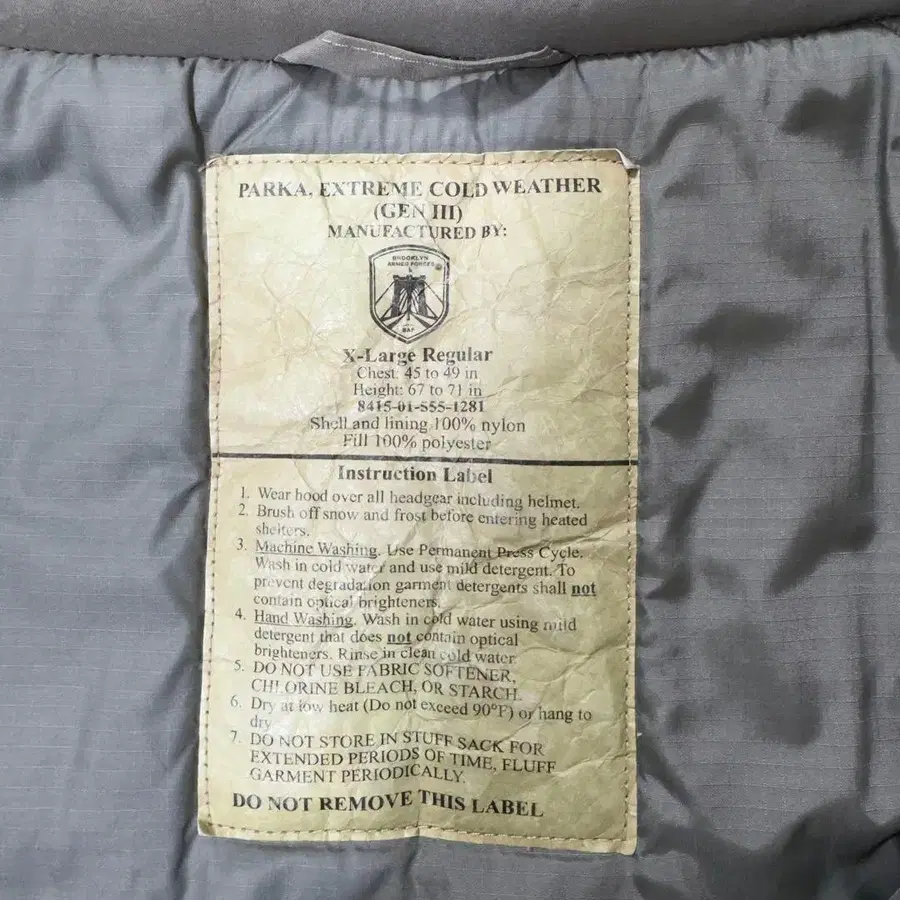 PARKA, EXTREME COLD WEATHER
(GEN III)
MANUFACTURED BY:
BROOKLYN
ARMED FORCES
BAF
X-Large Regular
Chest: 45 to 49 in
Height: 67 to 71 in
8415-01-555-1281
Shell and lining 100% nylon
Fill 100% polyester
Instruction Label
1. Wear hood over all headgear including helmet.
2. Brush off snow and frost before entering heated
shelters.
3. Machine Washing. Use Permanent Press Cycle.
Wash in cold water and use mild detergent. To
prevent degradation garment detergents shall not
contain optical brighteners.
4. Hand Washing. Wash in cold water using mild
detergent that does not contain optical
brighteners. Rinse in clean cold water.
5. DO NOT USE FABRIC SOFTENER,
CHLORINE BLEACH, OR STARCH.
6. Dry at low heat (Do not exceed 90°F) or hang to
dry.
7. DO NOT STORE IN STUFF SACK FOR
EXTENDED PERIODS OF TIME, FLUFF
GARMENT PERIODICALLY.
DO NOT REMOVE THIS LABEL